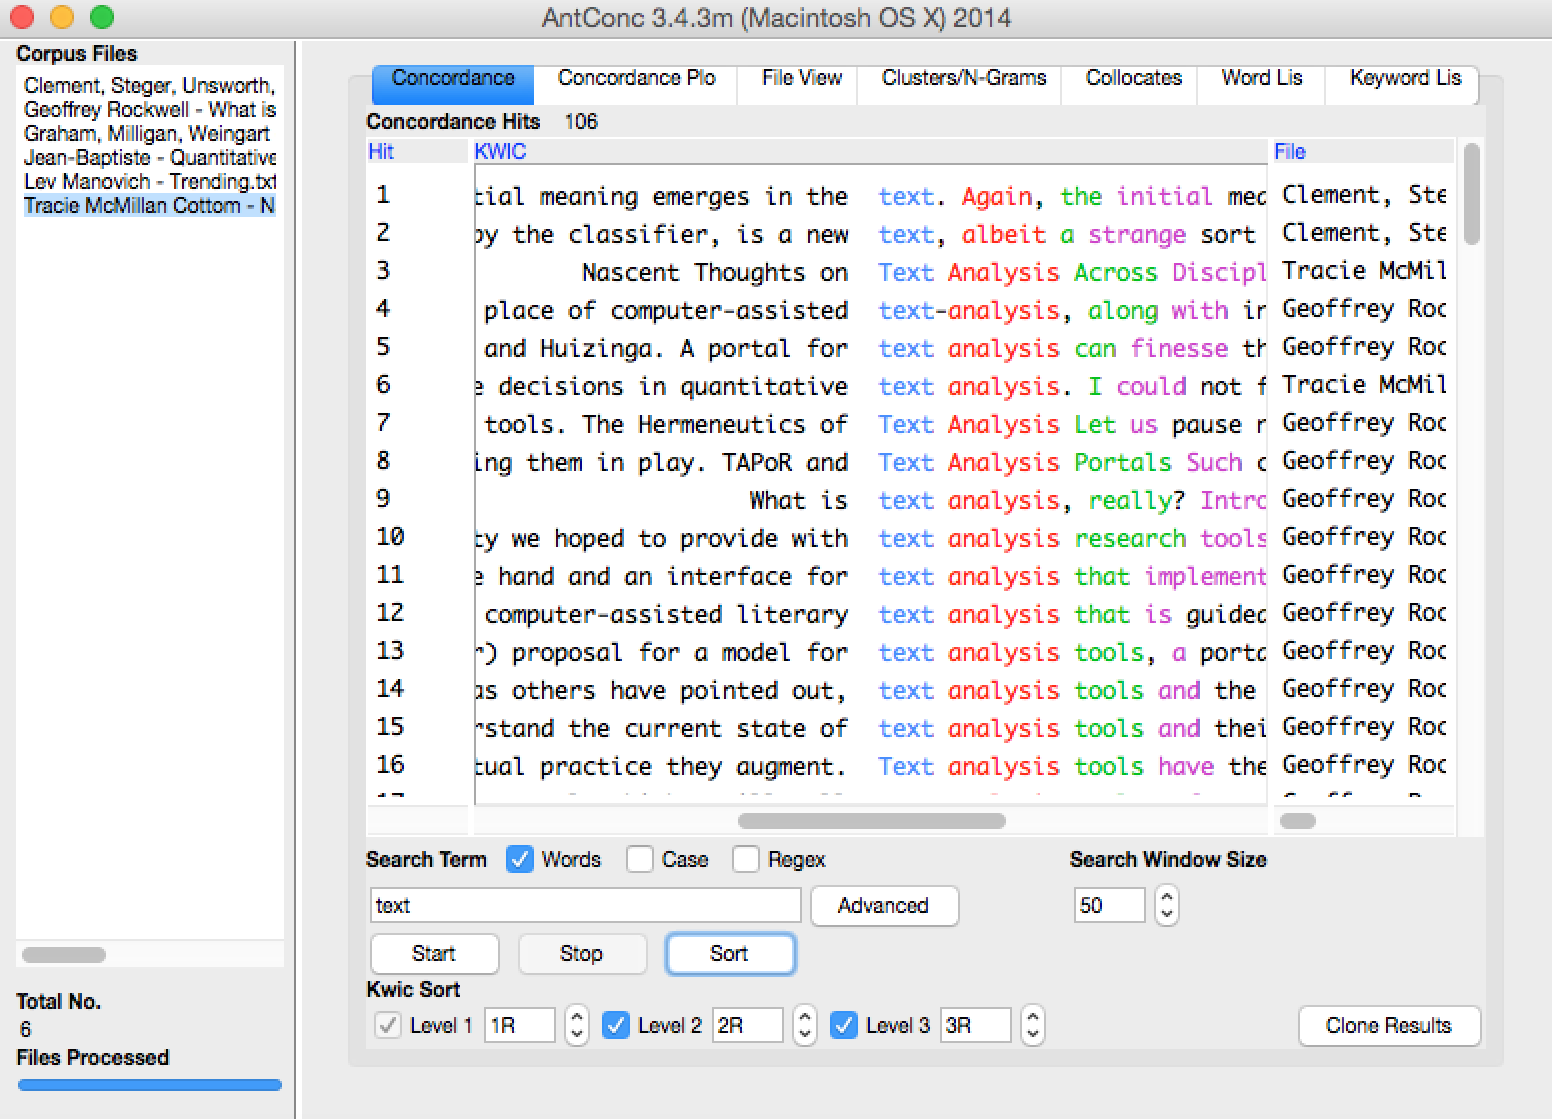 AntConc 3.4.3m (Macintosh OS X) 2014
Corpus Files
Clement, Steger, Unsworth,
Geoffrey Rockwell - What is
Graham, Milligan, Weingart
Jean-Baptiste - Quantitative
Lev Manovich - Trending.txt
Tracie McMillan Cottom - N
Total No.
6
Files Processed
Concordance Concordance Plo File View Clusters/N-Grams Collocates Word Lis Keyword Lis
Concordance Hits 106
Hit KWIC File
1 tial meaning emerges in the text. Again, the initial med Clement, Ste
2 by the classifier, is a new text, albeit a strange sort Clement, Ste
3 Nascent Thoughts on Text Analysis Across Discipl Tracie McMil
4 place of computer-assisted text-analysis, along with in Geoffrey Roc
5 and Huizinga. A portal for text analysis can finesse th Geoffrey Roc
6 e decisions in quantitative text analysis. I could not f Tracie McMil
7 tools. The Hermeneutics of Text Analysis Let us pause r Geoffrey Roc
8 ing them in play. TAPoR and Text Analysis Portals Such c Geoffrey Roc
9 What is text analysis, really? Intro Geoffrey Roc
10 ty we hoped to provide with text analysis research tools Geoffrey Roc
11 e hand and an interface for text analysis that implement Geoffrey Roc
12 computer-assisted literary text analysis that is guided Geoffrey Roc
13 r) proposal for a model for text analysis tools, a porta Geoffrey Roc
14 as others have pointed out, text analysis tools and the Geoffrey Roc
15 rstand the current state of text analysis tools and thei Geoffrey Roc
16 tual practice they augment. Text analysis tools have the Geoffrey Roc
Search Term Words Case Regex Search Window Size
text Advanced 50
Start Stop Sort
Kwic Sort
Level 1 1R Level 2 2R Level 3 3R Clone Results